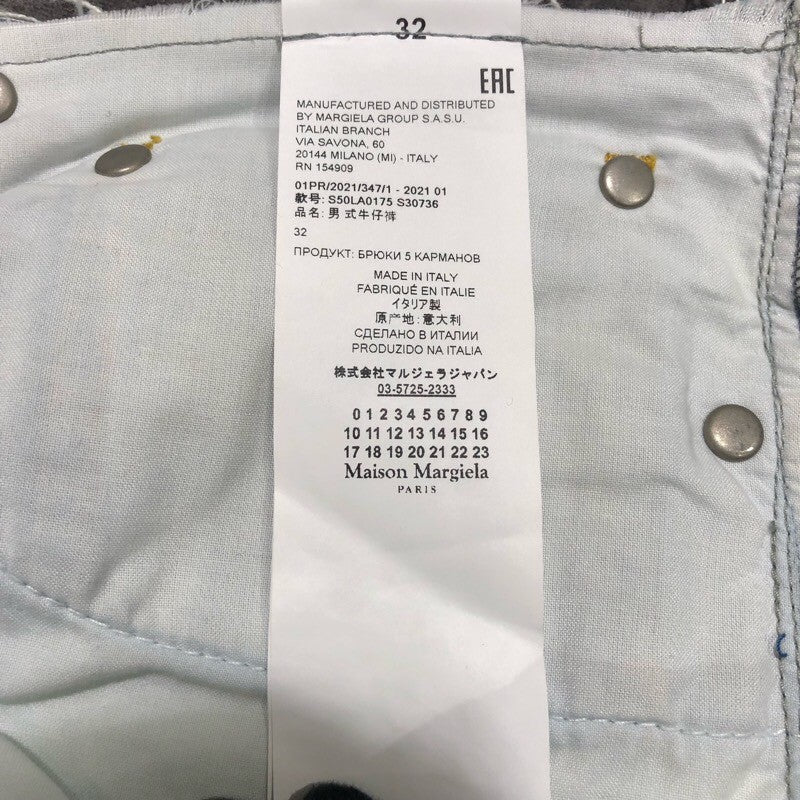 32
EAC
MANUFACTURED AND DISTRIBUTED
BY MARGIELA GROUP S.A.S.U.
ITALIAN BRANCH
VIA SAVONA, 60
20144 MILANO (MI) - ITALY
RN 154909
01PR/2021/347/1 - 2021 01
款号: S50LA0175 S30736
品名: 男 式牛仔裤
32
ПРОДУКТ: БРЮКИ 5 КАРМАНОВ
MADE IN ITALY
FABRIQUÉ EN ITALIE
イタリア製
原产地: 意大利
СДЕЛАНО В ИТАЛИИ
PRODUZIDO NA ITALIA
株式会社マルジェラジャパン
03-5725-2333
0 1 2 3 4 5 6 7 8 9
10 11 12 13 14 15 16
17 18 19 20 21 22 23
Maison Margiela
PARIS